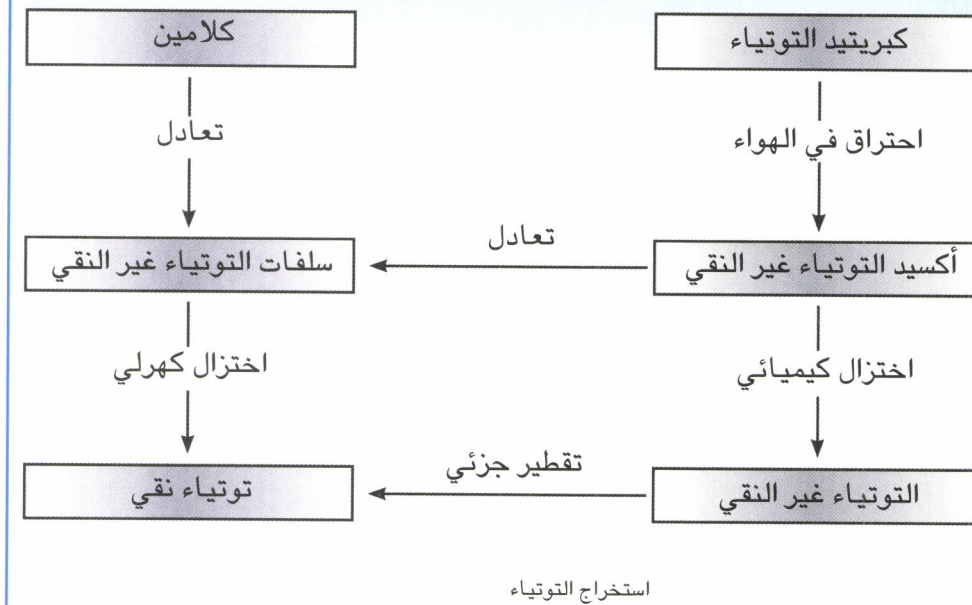 كبريتيد التوتياء
كلامين
احتراق في الهواء
تعادل
أكسيد التوتياء غير النقي
تعادل
سلفات التوتياء غير النقي
اختزال كيميائي
اختزال كهرلي
التوتياء غير النقي
تقطير جزئي
توتياء نقي
استخراج التوتياء